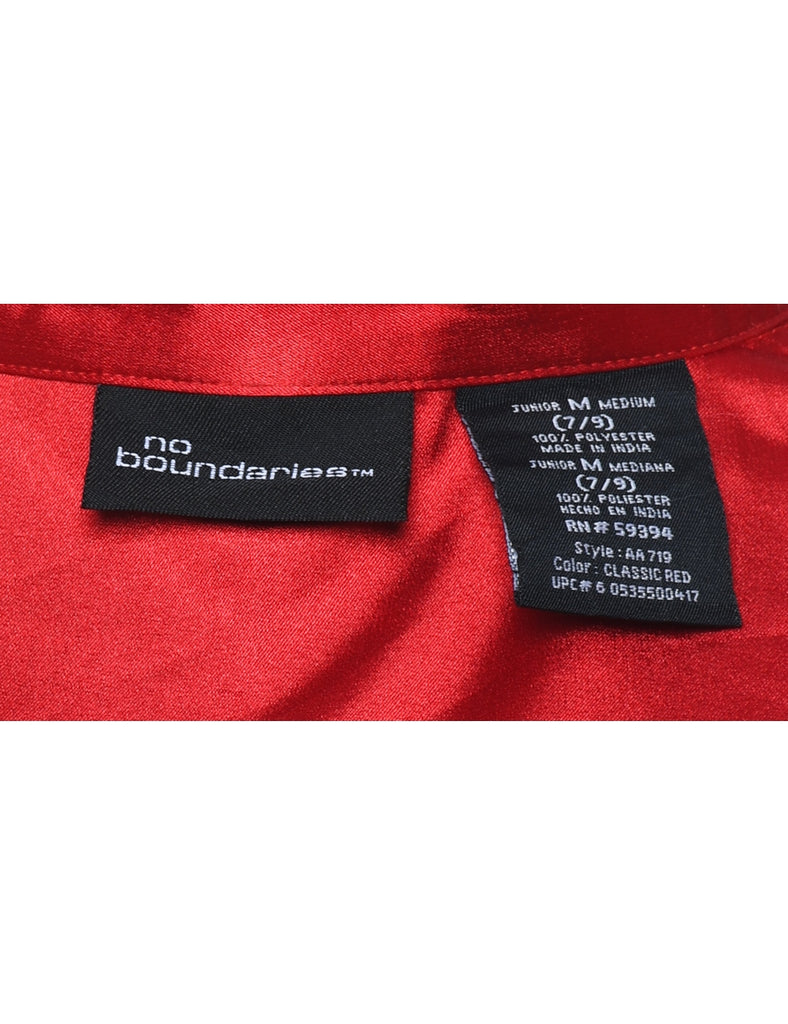 no
boundaries™
JUNIOR M MEDIUM
(7/9)
100% POLYESTER
MADE IN INDIA
JUNIOR M MEDIANA
(7/9)
100% POLIESTER
HECHO EN INDIA
RN# 59394
Style : AA719
Color : CLASSIC RED
UPC# 6 0535500417